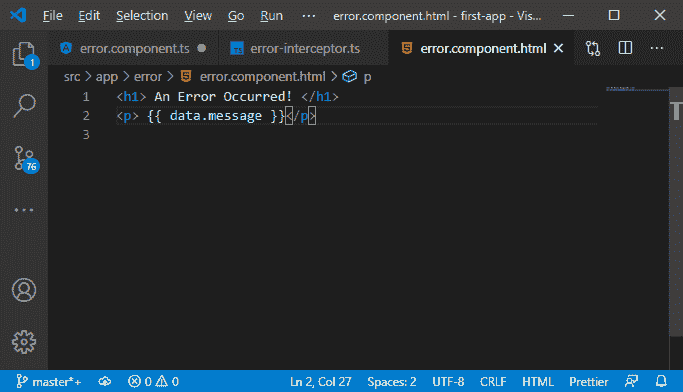 File Edit Selection View Go Run ··· error.component.html - first-app - Vis...
error.component.ts error-interceptor.ts error.component.html
src > app > error > error.component.html > p
1 <h1> An Error Occurred! </h1>
2 <p> {{ data.message }}</p>
3
1
76
master*+ 0 0 Ln 2, Col 27 Spaces: 2 UTF-8 CRLF HTML Prettier